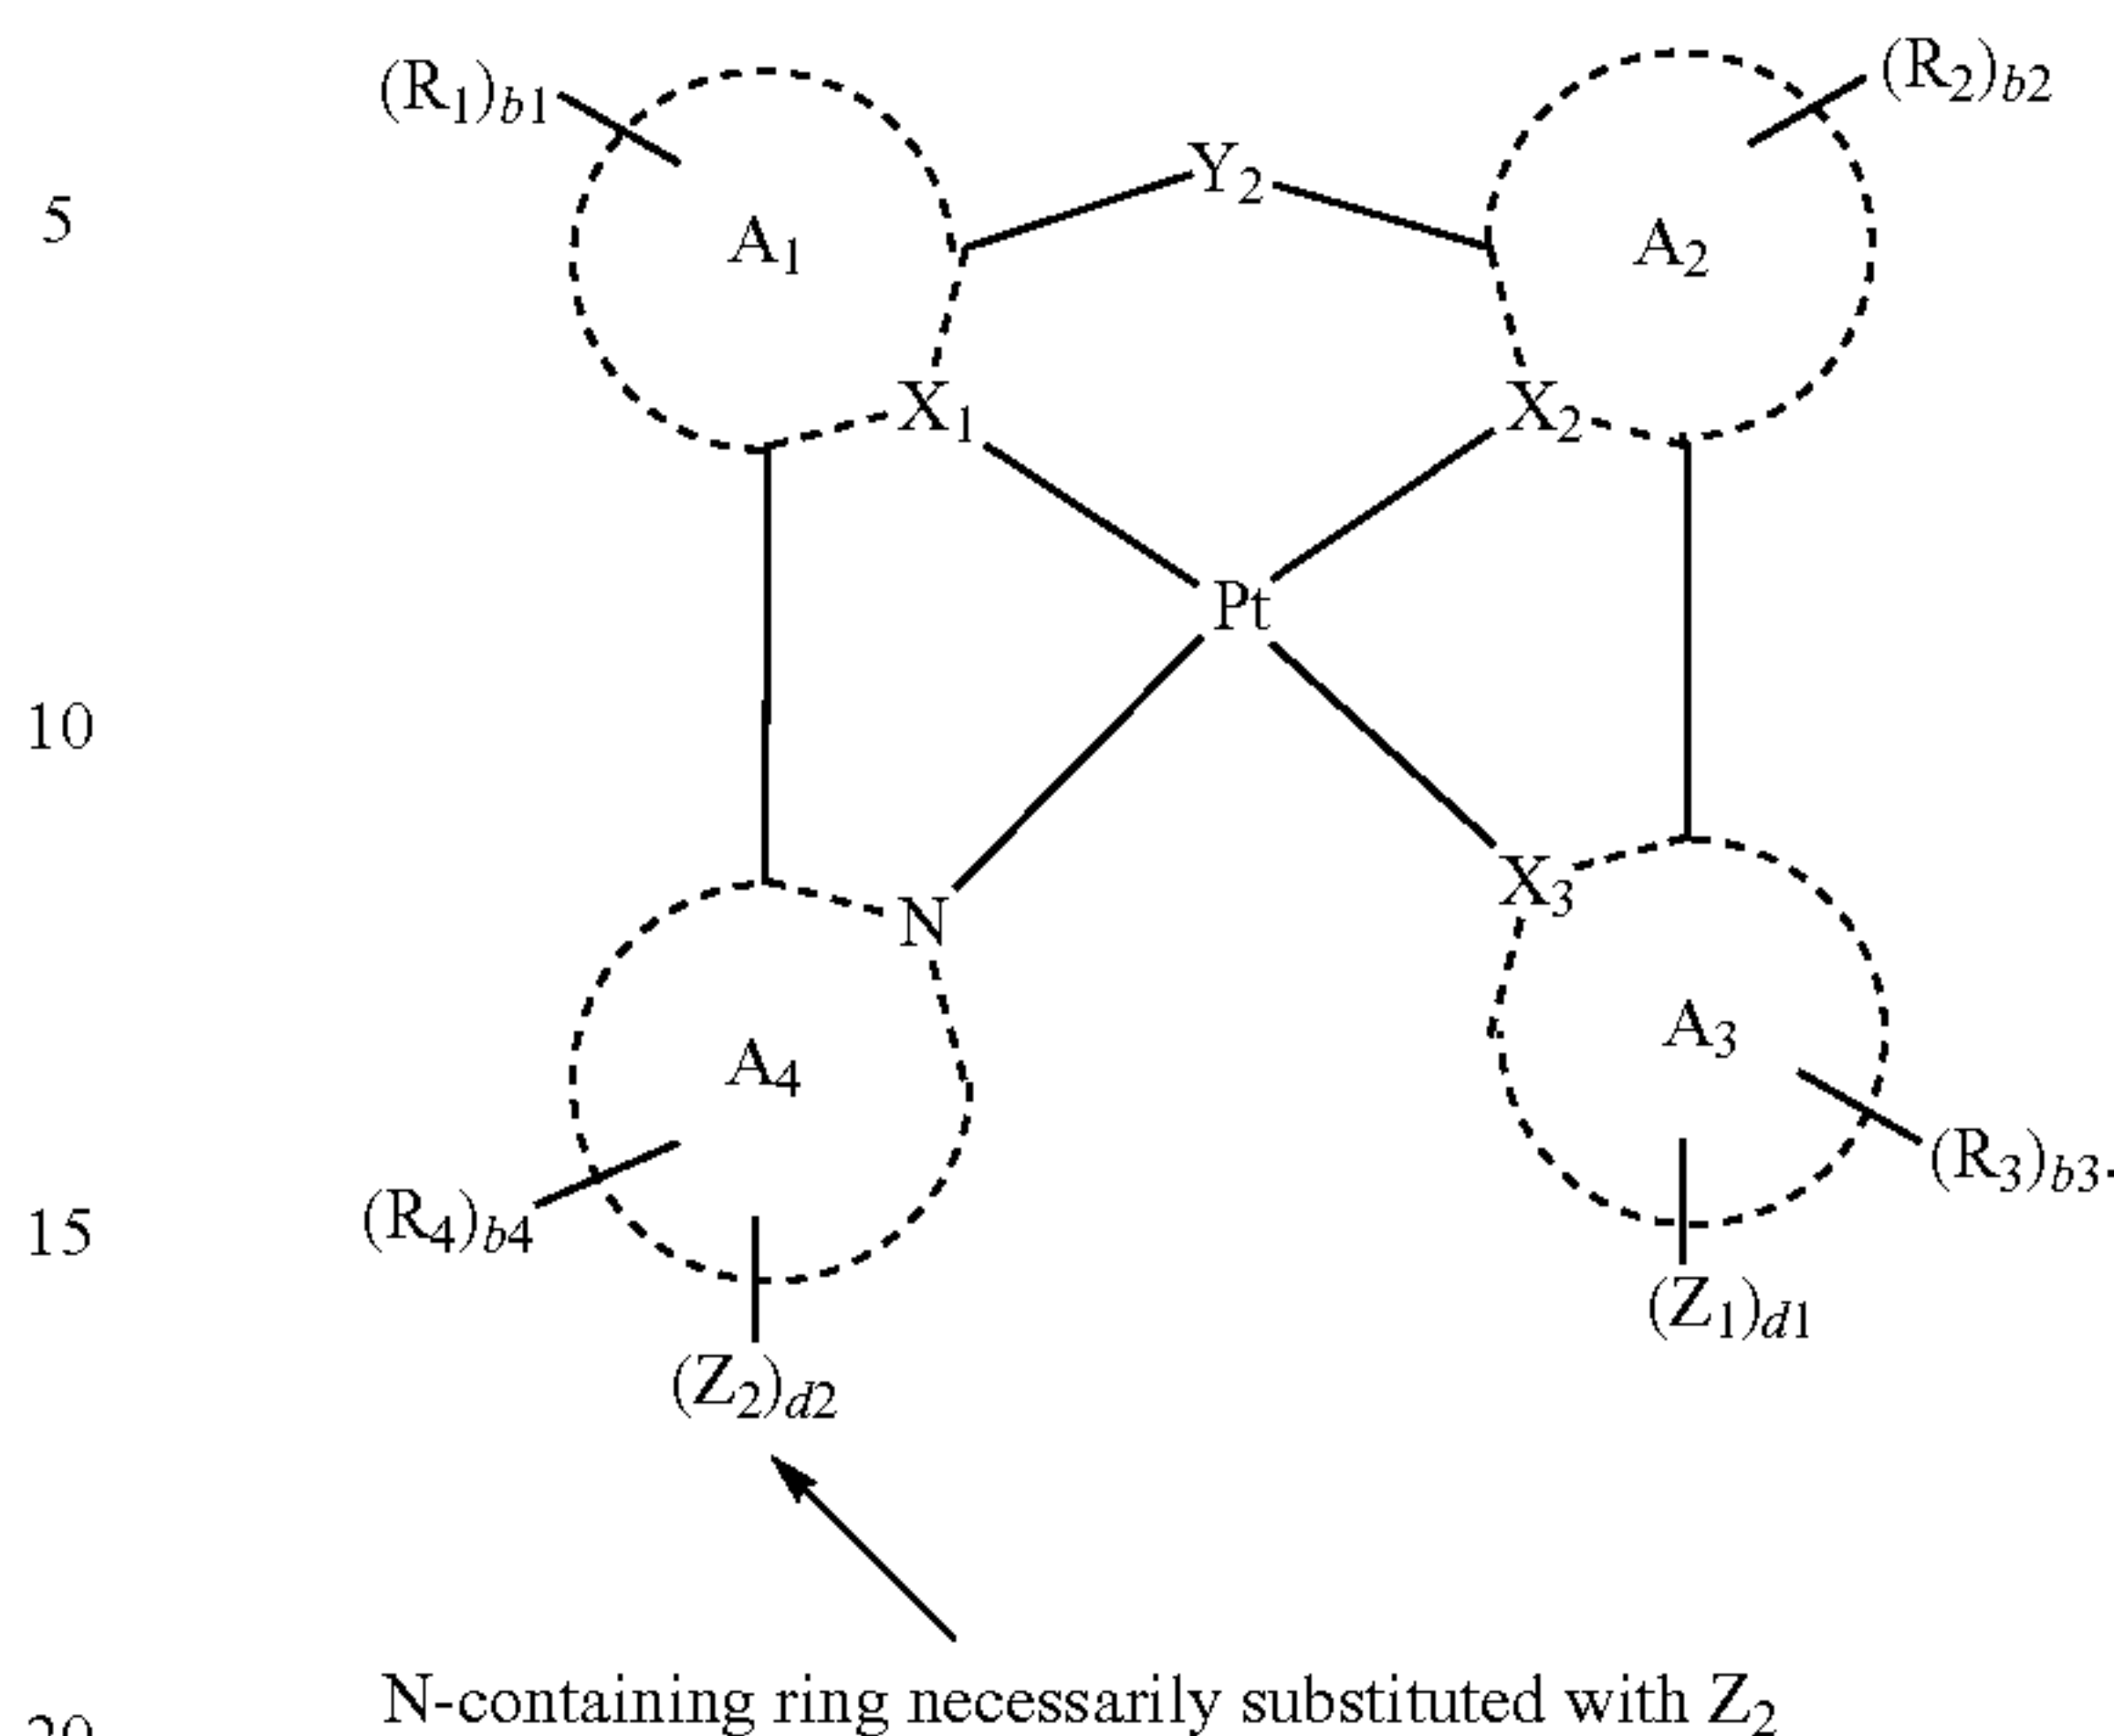 (R1)b1
(R2)b2
Y2
5
A1
A2
X1
X2
Pt
10
X3
N
A3
A4
(R3)b3.
15
(R4)b4
(Z1)d1
(Z2)d2
N-containing ring necessarily substituted with Z2
20